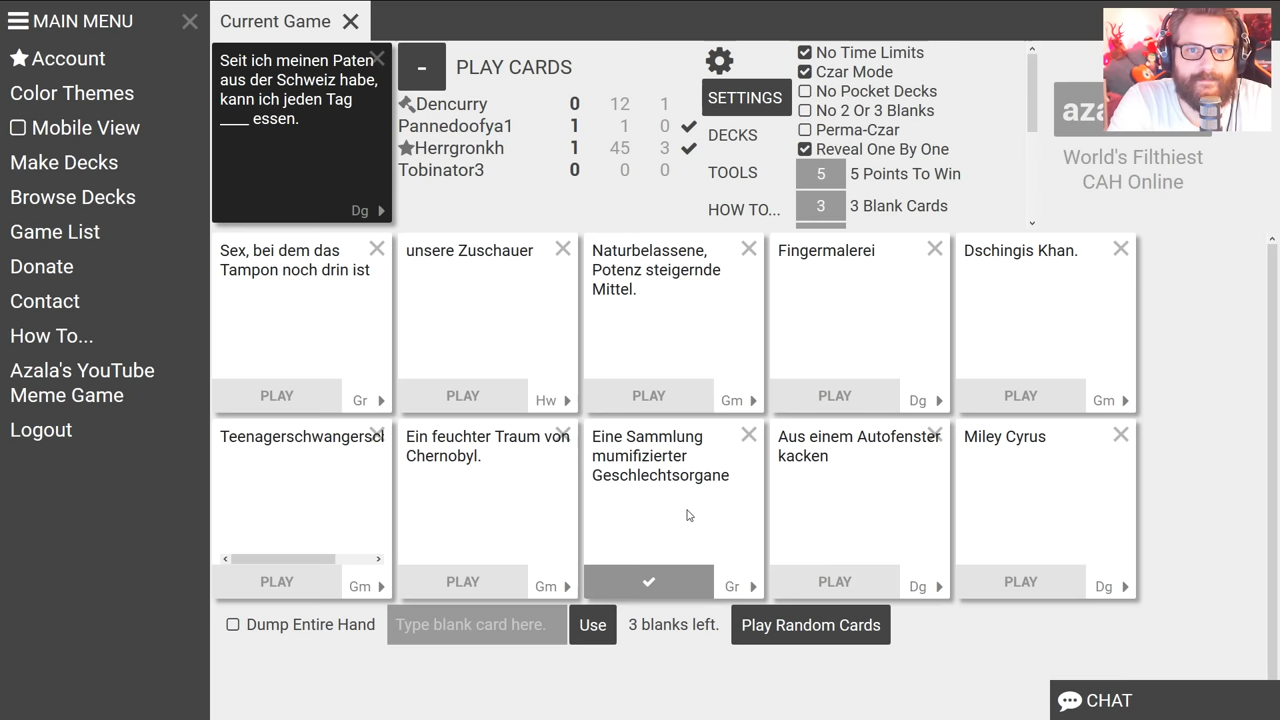 MAIN MENU
Account
Color Themes
Mobile View
Make Decks
Browse Decks
Game List
Donate
Contact
How To...
Azala's YouTube
Meme Game
Logout
Current Game
Seit ich meinen Paten
aus der Schweiz habe,
kann ich jeden Tag
____ essen.
Dg
- PLAY CARDS
Dencurry 0 12 1
Pannedoofya1 1 1 0
Herrgronkh 1 45 3
Tobinator3 0 0 0
SETTINGS
DECKS
TOOLS
HOW TO...
No Time Limits
Czar Mode
No Pocket Decks
No 2 Or 3 Blanks
Perma-Czar
Reveal One By One
5 5 Points To Win
3 3 Blank Cards
aza
World's Filthiest
CAH Online
Sex, bei dem das
Tampon noch drin ist
PLAY Gr
unsere Zuschauer
PLAY Hw
Naturbelassene,
Potenz steigernde
Mittel.
PLAY Gm
Fingermalerei
PLAY Dg
Dschingis Khan.
PLAY Gm
Teenagerschwangerscl
PLAY Gm
Ein feuchter Traum von
Chernobyl.
PLAY Gm
Eine Sammlung
mumifizierter
Geschlechtsorgane
Gr
Aus einem Autofenster
kacken
PLAY Dg
Miley Cyrus
PLAY Dg
Dump Entire Hand
Type blank card here.
Use
3 blanks left.
Play Random Cards
CHAT